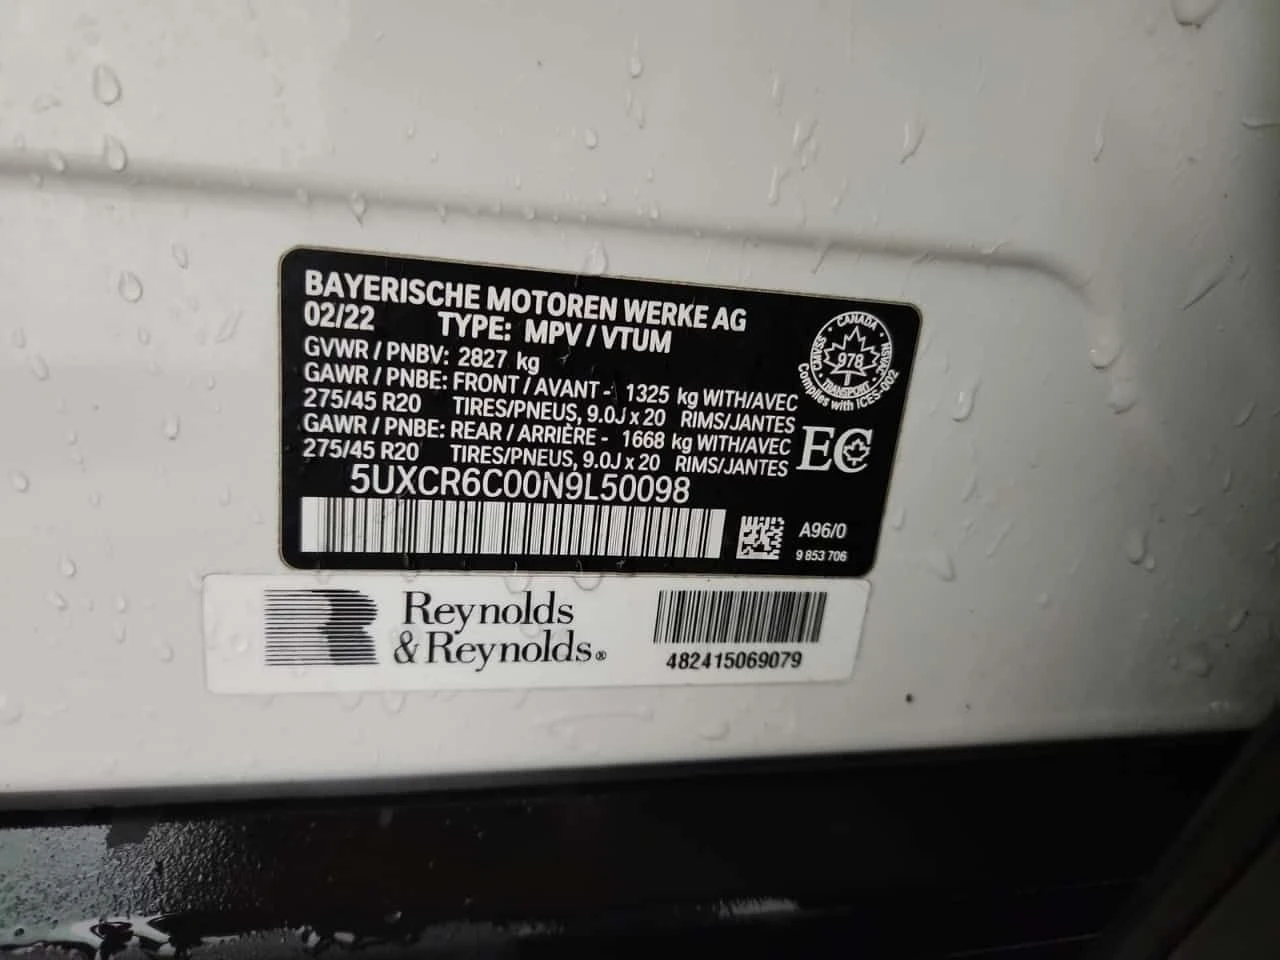 BAYERISCHE MOTOREN WERKE AG
02/22 TYPE: MPV / VTUM
GVWR / PNBV: 2827 kg
GAWR / PNBE: FRONT / AVANT - 1325 kg WITH/AVEC
275/45 R20 TIRES/PNEUS, 9.0J x 20 RIMS/JANTES
GAWR / PNBE: REAR / ARRIÈRE - 1668 kg WITH/AVEC
275/45 R20 TIRES/PNEUS, 9.0J x 20 RIMS/JANTES
5UXCR6C00N9L50098
CANADA
CMVSS 978 NSVAC
TRANSPORT
Complies with ICES-002
EC
A96/0
9 853 706
Reynolds
& Reynolds®
482415069079